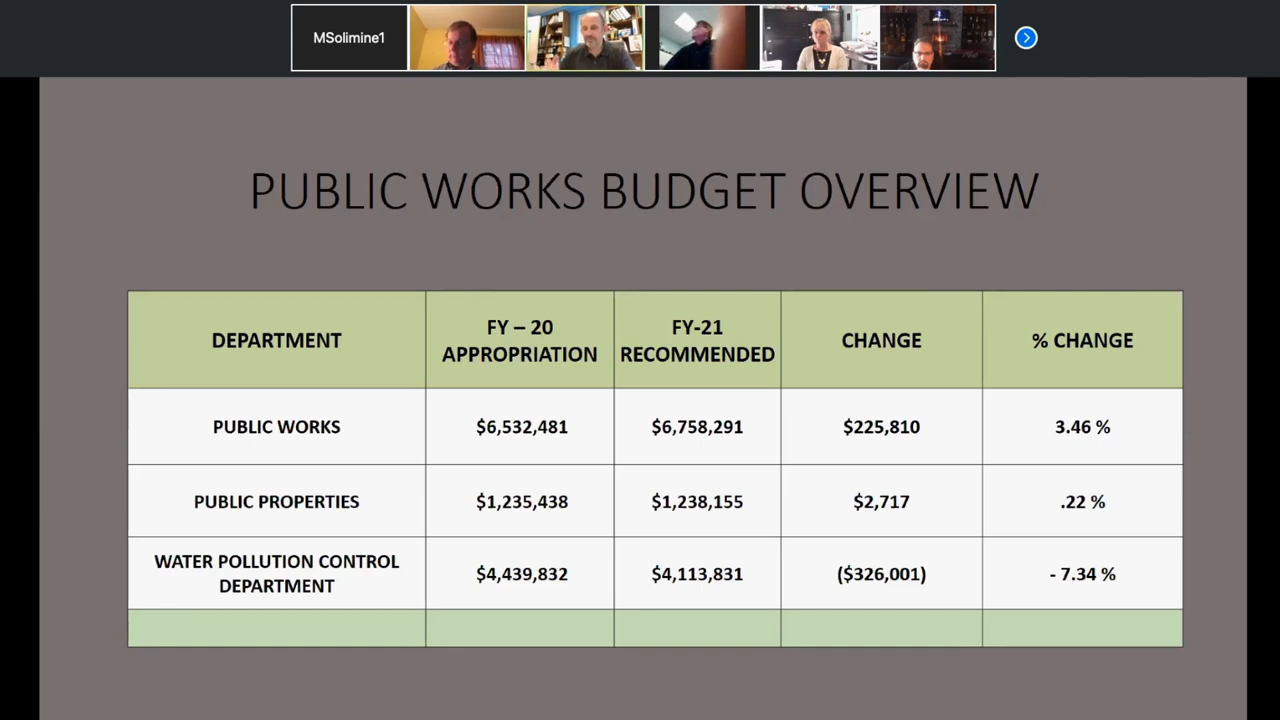 MSolimine1
PUBLIC WORKS BUDGET OVERVIEW
DEPARTMENT
FY – 20
APPROPRIATION
FY-21
RECOMMENDED
CHANGE
% CHANGE
PUBLIC WORKS
$6,532,481
$6,758,291
$225,810
3.46 %
PUBLIC PROPERTIES
$1,235,438
$1,238,155
$2,717
.22 %
WATER POLLUTION CONTROL
DEPARTMENT
$4,439,832
$4,113,831
($326,001)
- 7.34 %